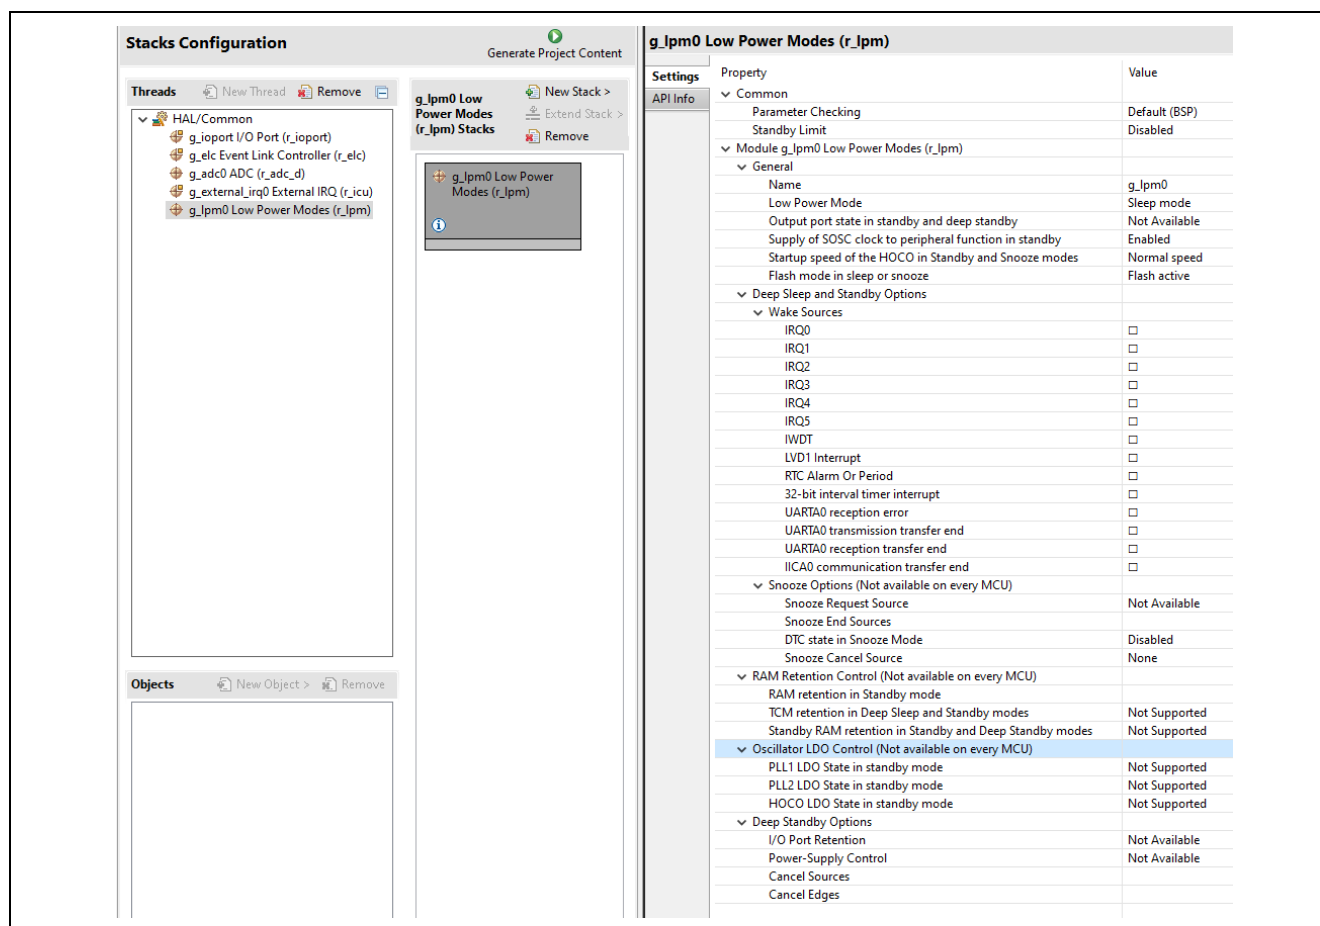 Stacks Configuration
Generate Project Content
Threads
New Thread
Remove
HAL/Common
g_ioport I/O Port (r_ioport)
g_elc Event Link Controller (r_elc)
g_adc0 ADC (r_adc_d)
g_external_irq0 External IRQ (r_icu)
g_lpm0 Low Power Modes (r_lpm)
Objects
New Object >
Remove
g_lpm0 Low
Power Modes
(r_lpm) Stacks
New Stack >
Extend Stack >
Remove
g_lpm0 Low Power
Modes (r_lpm)
g_lpm0 Low Power Modes (r_lpm)
Settings
API Info
Property Value
Common
Parameter Checking Default (BSP)
Standby Limit Disabled
Module g_lpm0 Low Power Modes (r_lpm)
General
Name g_lpm0
Low Power Mode Sleep mode
Output port state in standby and deep standby Not Available
Supply of SOSC clock to peripheral function in standby Enabled
Startup speed of the HOCO in Standby and Snooze modes Normal speed
Flash mode in sleep or snooze Flash active
Deep Sleep and Standby Options
Wake Sources
IRQ0
IRQ1
IRQ2
IRQ3
IRQ4
IRQ5
IWDT
LVD1 Interrupt
RTC Alarm Or Period
32-bit interval timer interrupt
UARTA0 reception error
UARTA0 transmission transfer end
UARTA0 reception transfer end
IICA0 communication transfer end
Snooze Options (Not available on every MCU)
Snooze Request Source Not Available
Snooze End Sources
DTC state in Snooze Mode Disabled
Snooze Cancel Source None
RAM Retention Control (Not available on every MCU)
RAM retention in Standby mode
TCM retention in Deep Sleep and Standby modes Not Supported
Standby RAM retention in Standby and Deep Standby modes Not Supported
Oscillator LDO Control (Not available on every MCU)
PLL1 LDO State in standby mode Not Supported
PLL2 LDO State in standby mode Not Supported
HOCO LDO State in standby mode Not Supported
Deep Standby Options
I/O Port Retention Not Available
Power-Supply Control Not Available
Cancel Sources
Cancel Edges